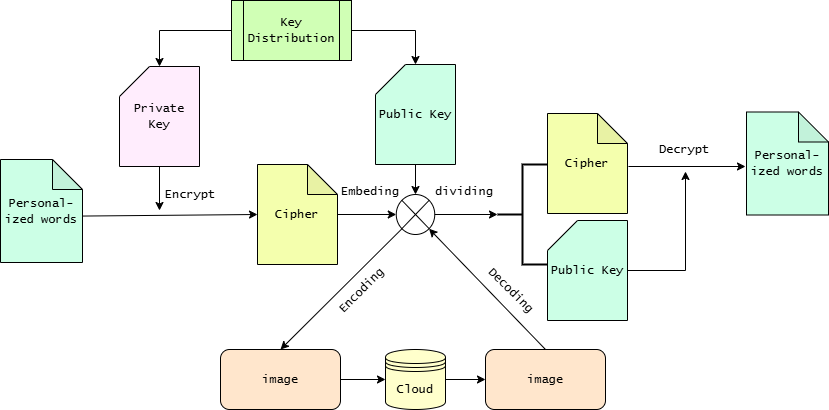 Key
Distribution
Private
Key
Public Key
Personal-
ized words
Encrypt
Cipher
Embeding
dividing
Cipher
Decrypt
Personal-
ized words
Public Key
Encoding
Decoding
image
Cloud
image